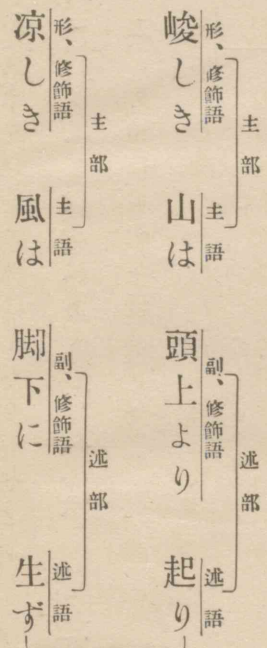 主部　述部
形、修飾語　主語　副、修飾語　述語
峻しき　山は　頭上より　起り
主部　述部
形、修飾語　主語　副、修飾語　述語
凉しき　風は　脚下に　生ず